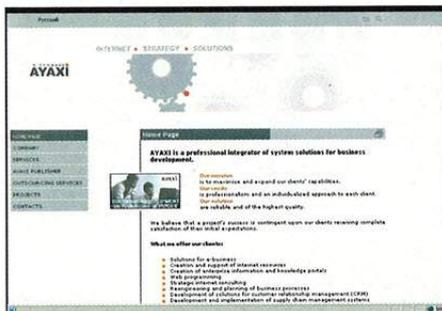 Русский
INTERNET • STRATEGY • SOLUTIONS
AYAXI
HOME PAGE
COMPANY
SERVICES
AYAXI PUBLISHER
OUTSOURCING SERVICES
PROJECTS
CONTACTS
Home Page
AYAXI is a professional integrator of system solutions for business
development.
Our mission
is to maximize and expand our clients' capabilities.
Our credo
is professionalism and an individualized approach to each client.
Our solution
are reliable and of the highest quality.
AYAXI
We believe that a project's success is contingent upon our clients receiving complete
satisfaction of their initial expectations.
What we offer our clients:
Solutions for e-business
Creation and support of internet resources
Creation of enterprise information and knowledge portals
Web programming
Strategic internet consulting
Reengineering and planning of business processes
Development of solutions for customer relationship management (CRM)
Development and implementation of supply chain management systems